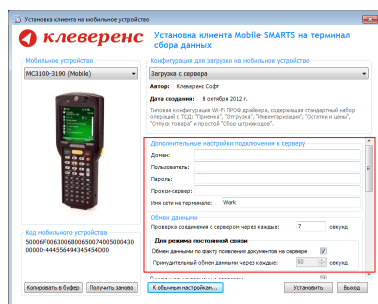 Установка клиента на мобильное устройство
клеверенс
Установка клиента Mobile SMARTS на терминал
сбора данных
Мобильное устройство
MC3100-3190 (Mobile)
Код мобильного устройства
50006F0063006B00650074005000430
00000-444556494345454D00
Копировать в буфер
Получить заново
Конфигурация для загрузки на мобильное устройство
Загрузка с сервера
Автор: Клеверенс Софт
Дата создания: 8 октября 2012 г.
Типовая конфигурация WI-FI ПРОФ драйвера, содержащая стандартный набор
операций с ТСД: "Приемка", "Отгрузка", "Инвентаризация", "Остатки и цены",
"Отпуск товара" и простой "Сбор штрихкодов".
Дополнительные настройки подключения к серверу
Домен:
Пользователь:
Пароль:
Прокси-сервер:
Имя сети на терминале: Work
Обмен данными
Проверка соединения с сервером через каждые: 7 секунд
Для режима постоянной связи
Обмен данными по факту появления документов на сервере
Принудительный обмен данными через каждые: 60 секунд
К обычным настройкам...
Установить
Выход